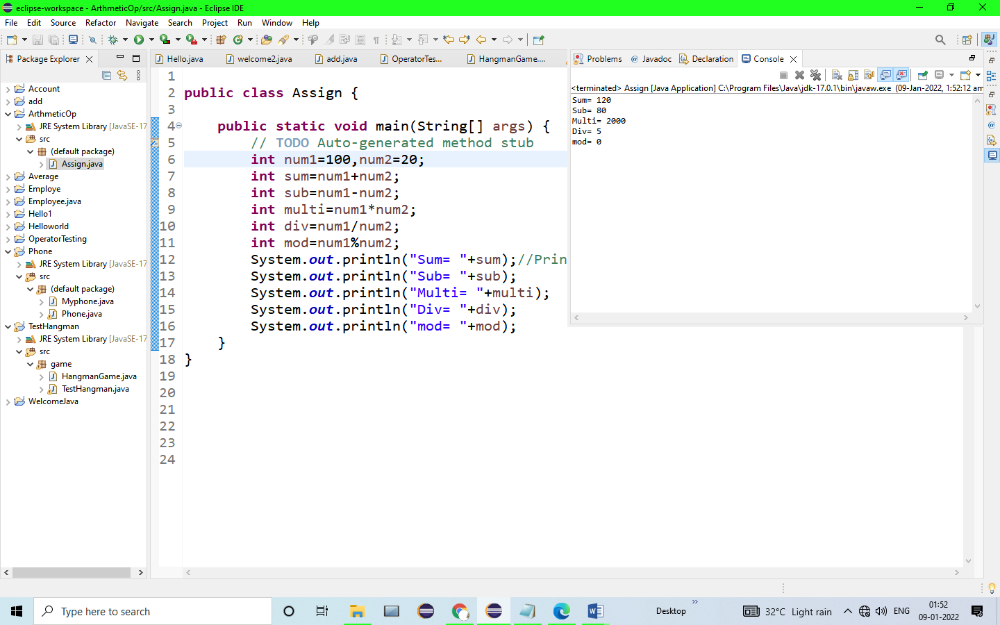 eclipse-workspace - ArthmeticOp/src/Assign.java - Eclipse IDE
File Edit Source Refactor Navigate Search Project Run Window Help
Package Explorer
Account
add
ArthmeticOp
JRE System Library [JavaSE-17
src
(default package)
Assign.java
Average
Employe
Employee.java
Hello1
Helloworld
OperatorTesting
Phone
JRE System Library [JavaSE-17
src
(default package)
Myphone.java
Phone.java
TestHangman
JRE System Library [JavaSE-17
src
game
HangmanGame.java
TestHangman.java
WelcomeJava
Hello.java welcome2.java add.java OperatorTes... HangmanGame....
1
2 public class Assign {
3
4 public static void main(String[] args) {
5 // TODO Auto-generated method stub
6 int num1=100,num2=20;
7 int sum=num1+num2;
8 int sub=num1-num2;
9 int multi=num1*num2;
10 int div=num1/num2;
11 int mod=num1%num2;
12 System.out.println("Sum= "+sum);//Prin
13 System.out.println("Sub= "+sub);
14 System.out.println("Multi= "+multi);
15 System.out.println("Div= "+div);
16 System.out.println("mod= "+mod);
17 }
18 }
19
20
21
22
23
24
Problems @ Javadoc Declaration Console
<terminated> Assign [Java Application] C:\Program Files\Java\jdk-17.0.1\bin\javaw.exe (09-Jan-2022, 1:52:12 am
Sum= 120
Sub= 80
Multi= 2000
Div= 5
mod= 0
Type here to search
Desktop
32°C Light rain
ENG
01:52
09-01-2022